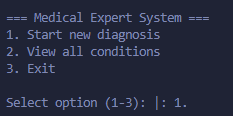 === Medical Expert System ===
1. Start new diagnosis
2. View all conditions
3. Exit
Select option (1-3): |: 1.